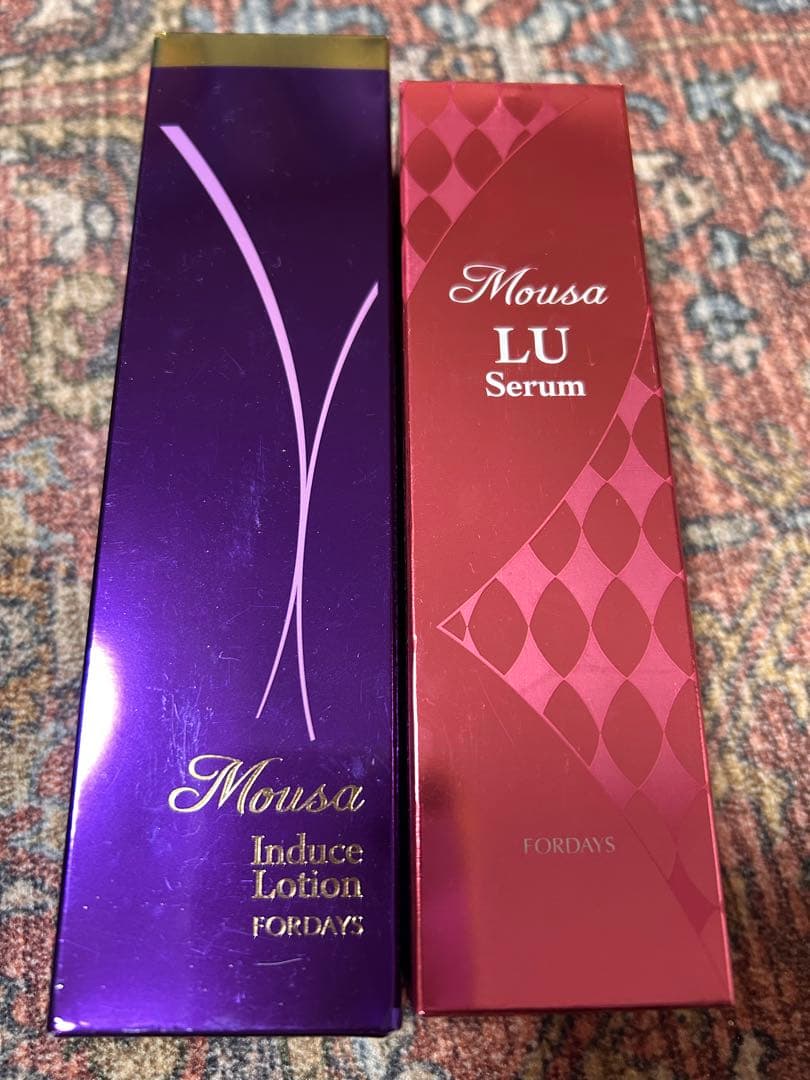 Mousa
Induce
Lotion
FORDAYS
Mousa
LU
Serum
FORDAYS